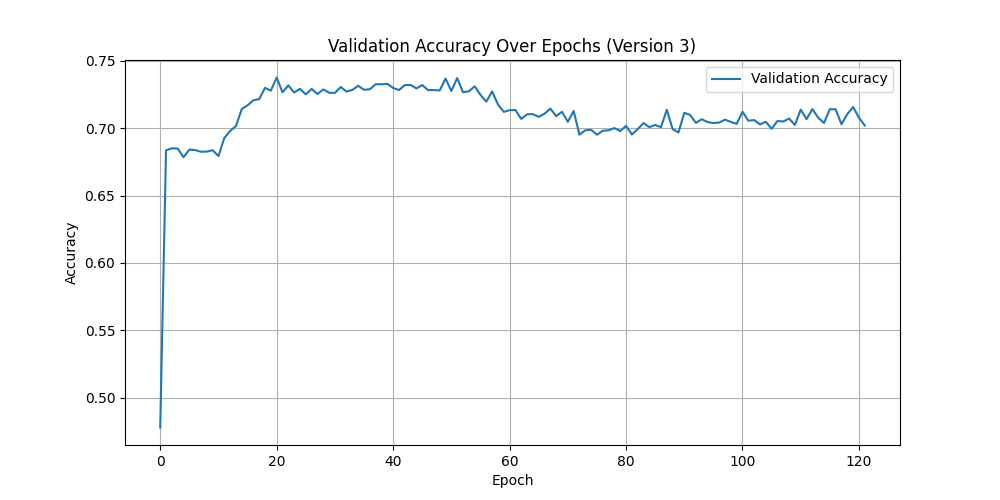 Validation Accuracy Over Epochs (Version 3)
Validation Accuracy
0.75
0.70
0.65
0.60
0.55
0.50
Accuracy
0 20 40 60 80 100 120
Epoch